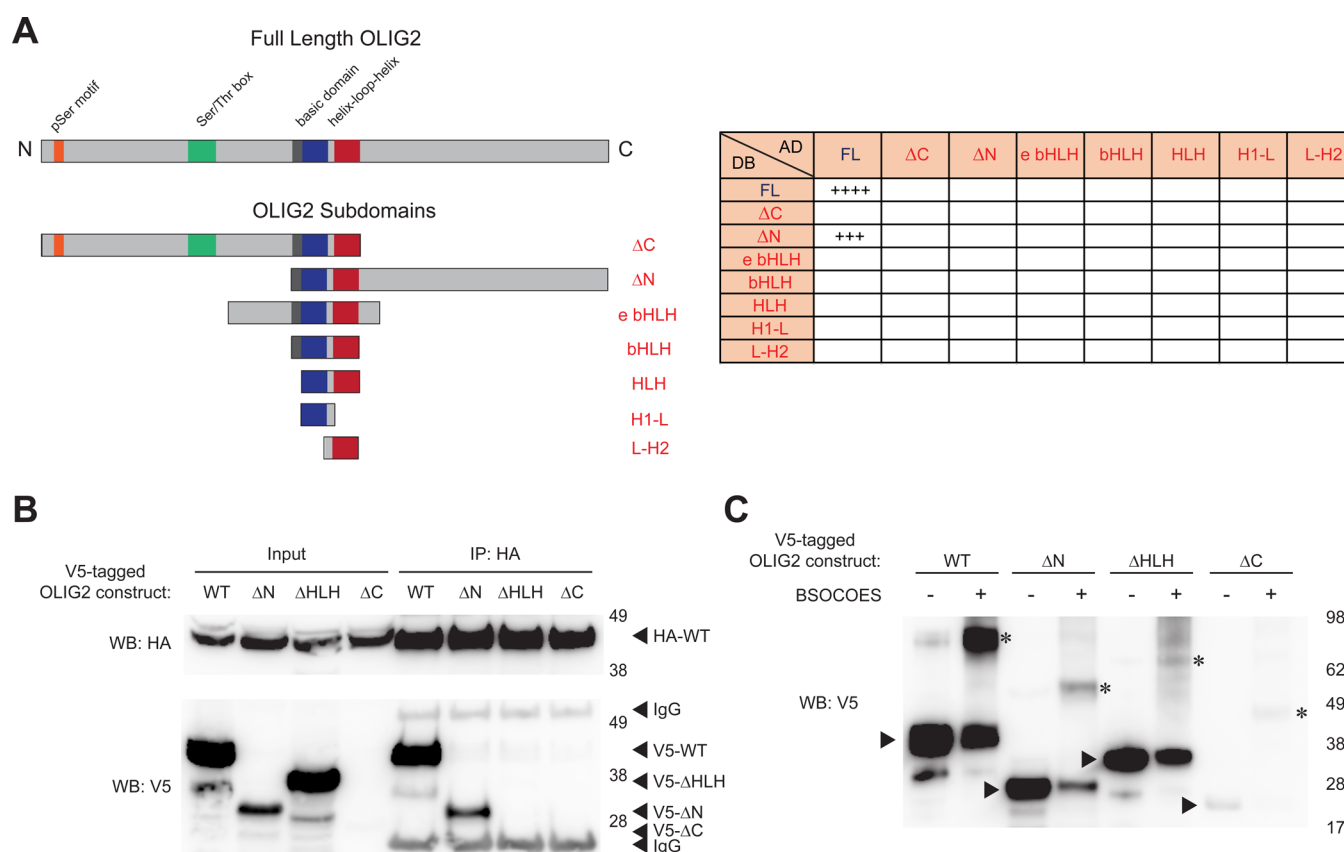 A
Full Length OLIG2
pSer motif
Ser/Thr box
basic domain
helix-loop-helix
N
C
OLIG2 Subdomains
ΔC
ΔN
e bHLH
bHLH
HLH
H1-L
L-H2
AD
DB
FL ΔC ΔN e bHLH bHLH HLH H1-L L-H2
FL ++++
ΔC
ΔN +++
e bHLH
bHLH
HLH
H1-L
L-H2
B
Input IP: HA
V5-tagged
OLIG2 construct: WT ΔN ΔHLH ΔC WT ΔN ΔHLH ΔC
49
WB: HA
HA-WT
38
IgG
49
V5-WT
38
WB: V5
V5-ΔHLH
V5-ΔN
28
V5-ΔC
IgG
C
V5-tagged
OLIG2 construct: WT ΔN ΔHLH ΔC
BSOCOES - + - + - + - +
98
*
*
62
*
49
*
WB: V5
38
28
17